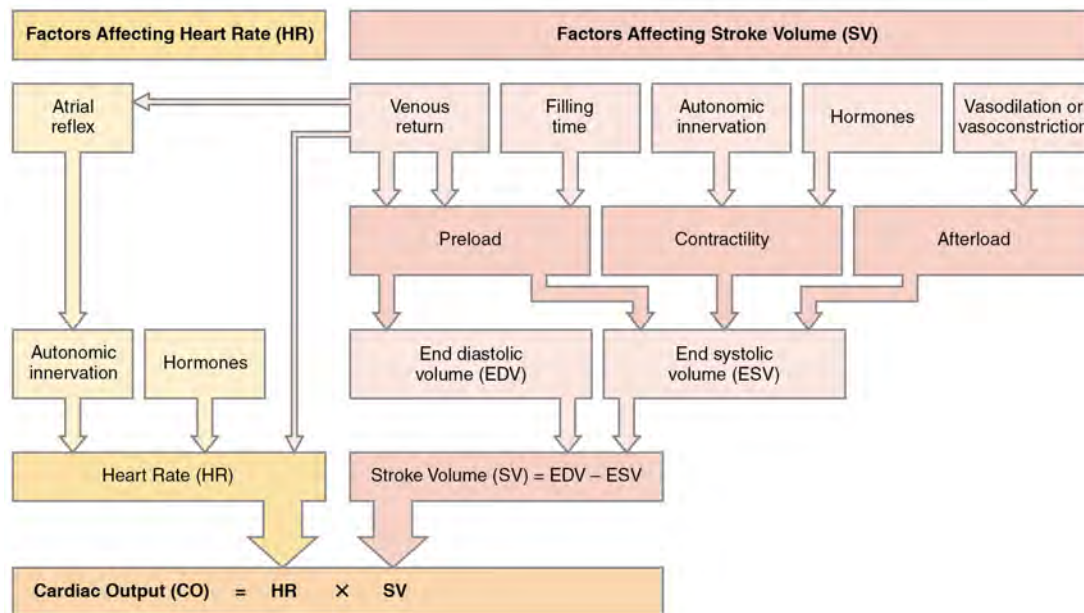 Factors Affecting Heart Rate (HR)
Factors Affecting Stroke Volume (SV)
Atrial
reflex
Venous
return
Filling
time
Autonomic
innervation
Hormones
Vasodilation or
vasoconstriction
Preload
Contractility
Afterload
Autonomic
innervation
Hormones
End diastolic
volume (EDV)
End systolic
volume (ESV)
Heart Rate (HR)
Stroke Volume (SV) = EDV – ESV
Cardiac Output (CO) = HR × SV